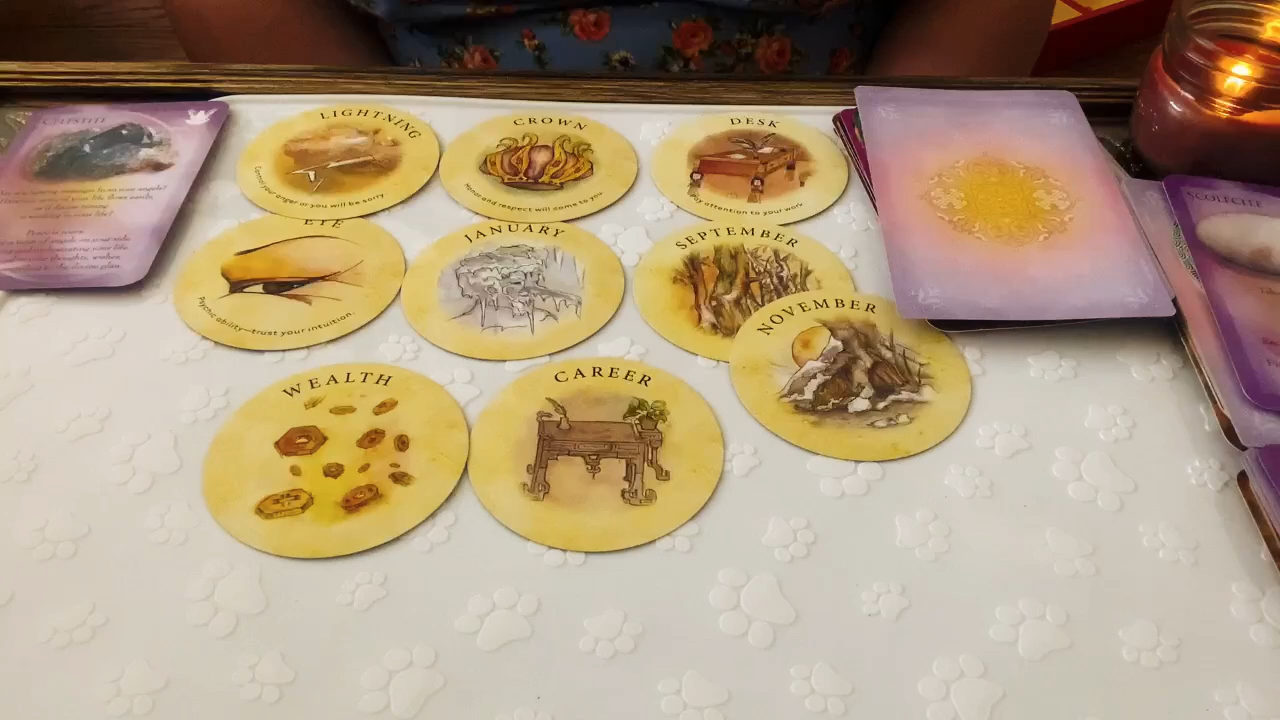 CELESTITE
LIGHTNING
Control your anger or you will be sorry
CROWN
Honor and respect will come to you
DESK
Pay attention to your work
EYE
Psychic ability—trust your intuition.
JANUARY
SEPTEMBER
NOVEMBER
WEALTH
CAREER
SCOLECITE